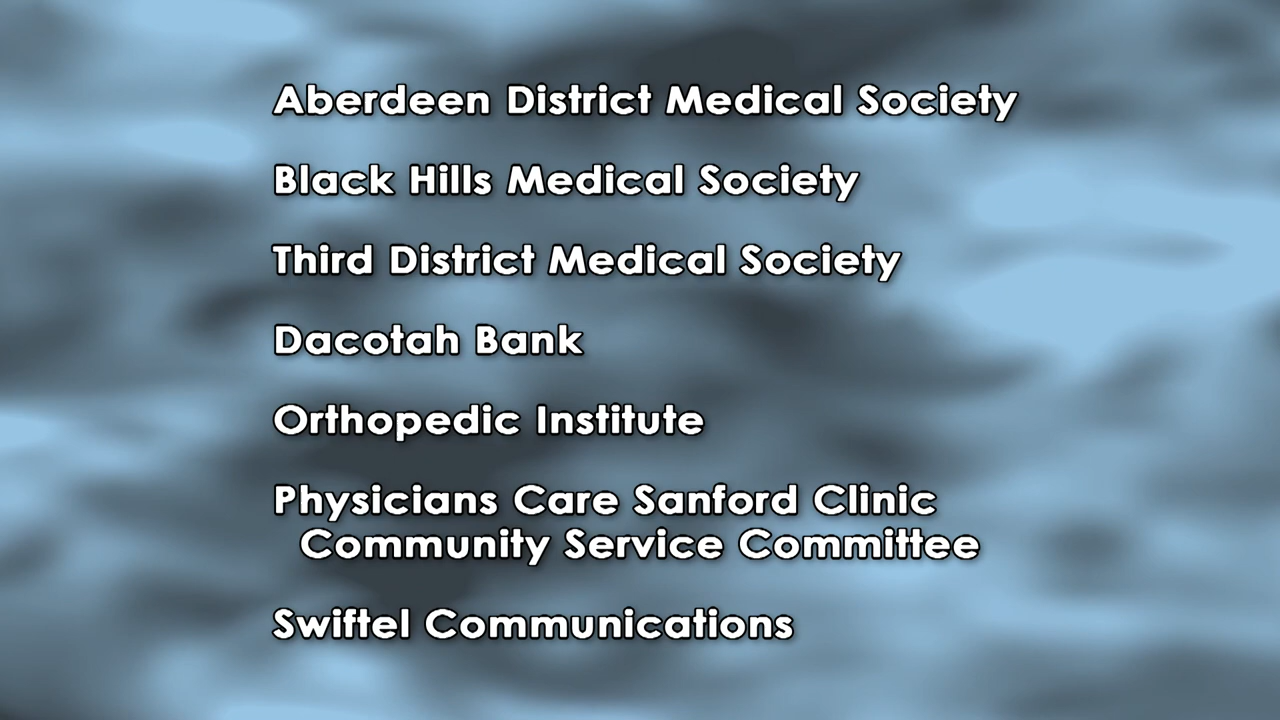 Aberdeen District Medical Society
Black Hills Medical Society
Third District Medical Society
Dacotah Bank
Orthopedic Institute
Physicians Care Sanford Clinic
Community Service Committee
Swiftel Communications